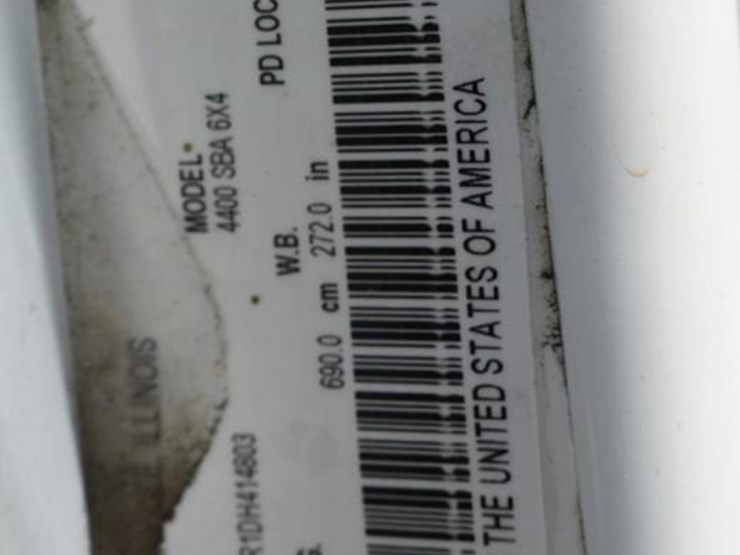 ILLINOIS
MODEL
4400 SBA 6X4
R1DH414803
W.B.
PD LOC
690.0 cm 272.0 in
S.
THE UNITED STATES OF AMERICA